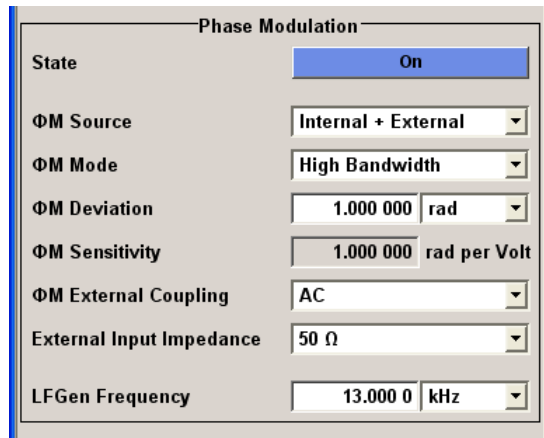 Phase Modulation
State On
ΦM Source Internal + External
ΦM Mode High Bandwidth
ΦM Deviation 1.000 000 rad
ΦM Sensitivity 1.000 000 rad per Volt
ΦM External Coupling AC
External Input Impedance 50 Ω
LFGen Frequency 13.000 0 kHz